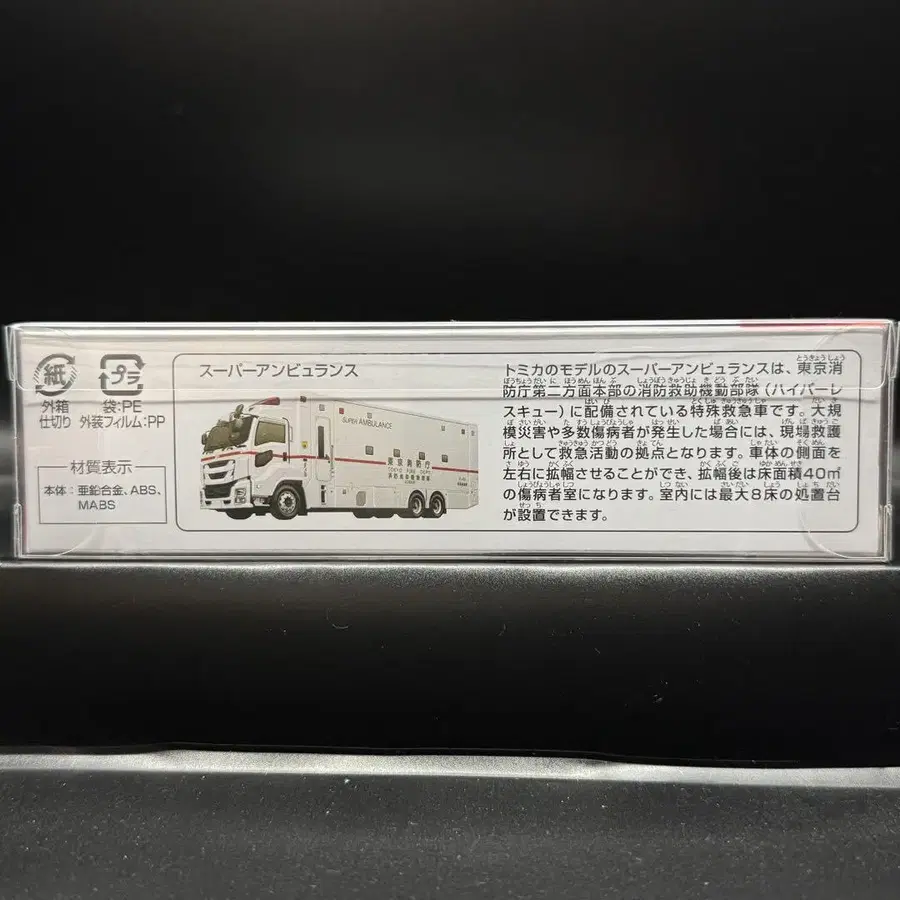 紙
プラ
外箱
仕切り
袋:PE
外装フィルム:PP
材質表示
本体:亜鉛合金、ABS、
MABS
スーパーアンビュランス
SUPER AMBULANCE
東京消防庁
TOKYO FIRE DEPT.
トミカのモデルのスーパーアンビュランスは、東京消
防庁第二方面本部の消防救助機動部隊(ハイパーレ
スキュー)に配備されている特殊救急車です。大規
模災害や多数傷病者が発生した場合には、現場救護
所として救急活動の拠点となります。車体の側面を
左右に拡幅させることができ、拡幅後は床面積40㎡
の傷病者室になります。室内には最大8床の処置台
が設置できます。